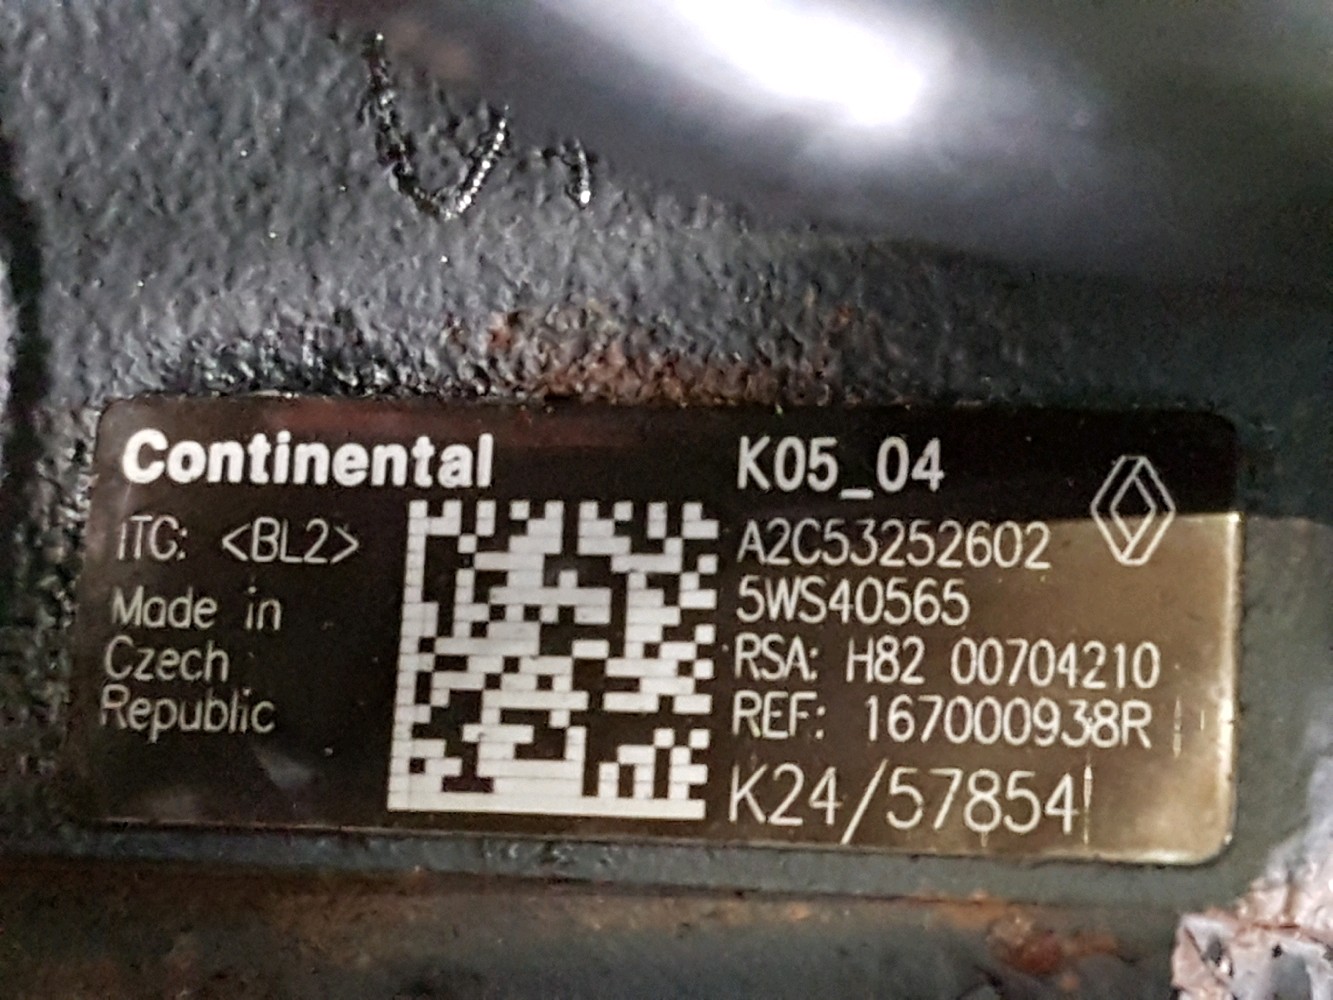 Continental
ITC: <BL2>
Made in
Czech
Republic
K05_04
A2C53252602
5WS40565
RSA: H82 00704210
REF: 167000938R
K24/57854